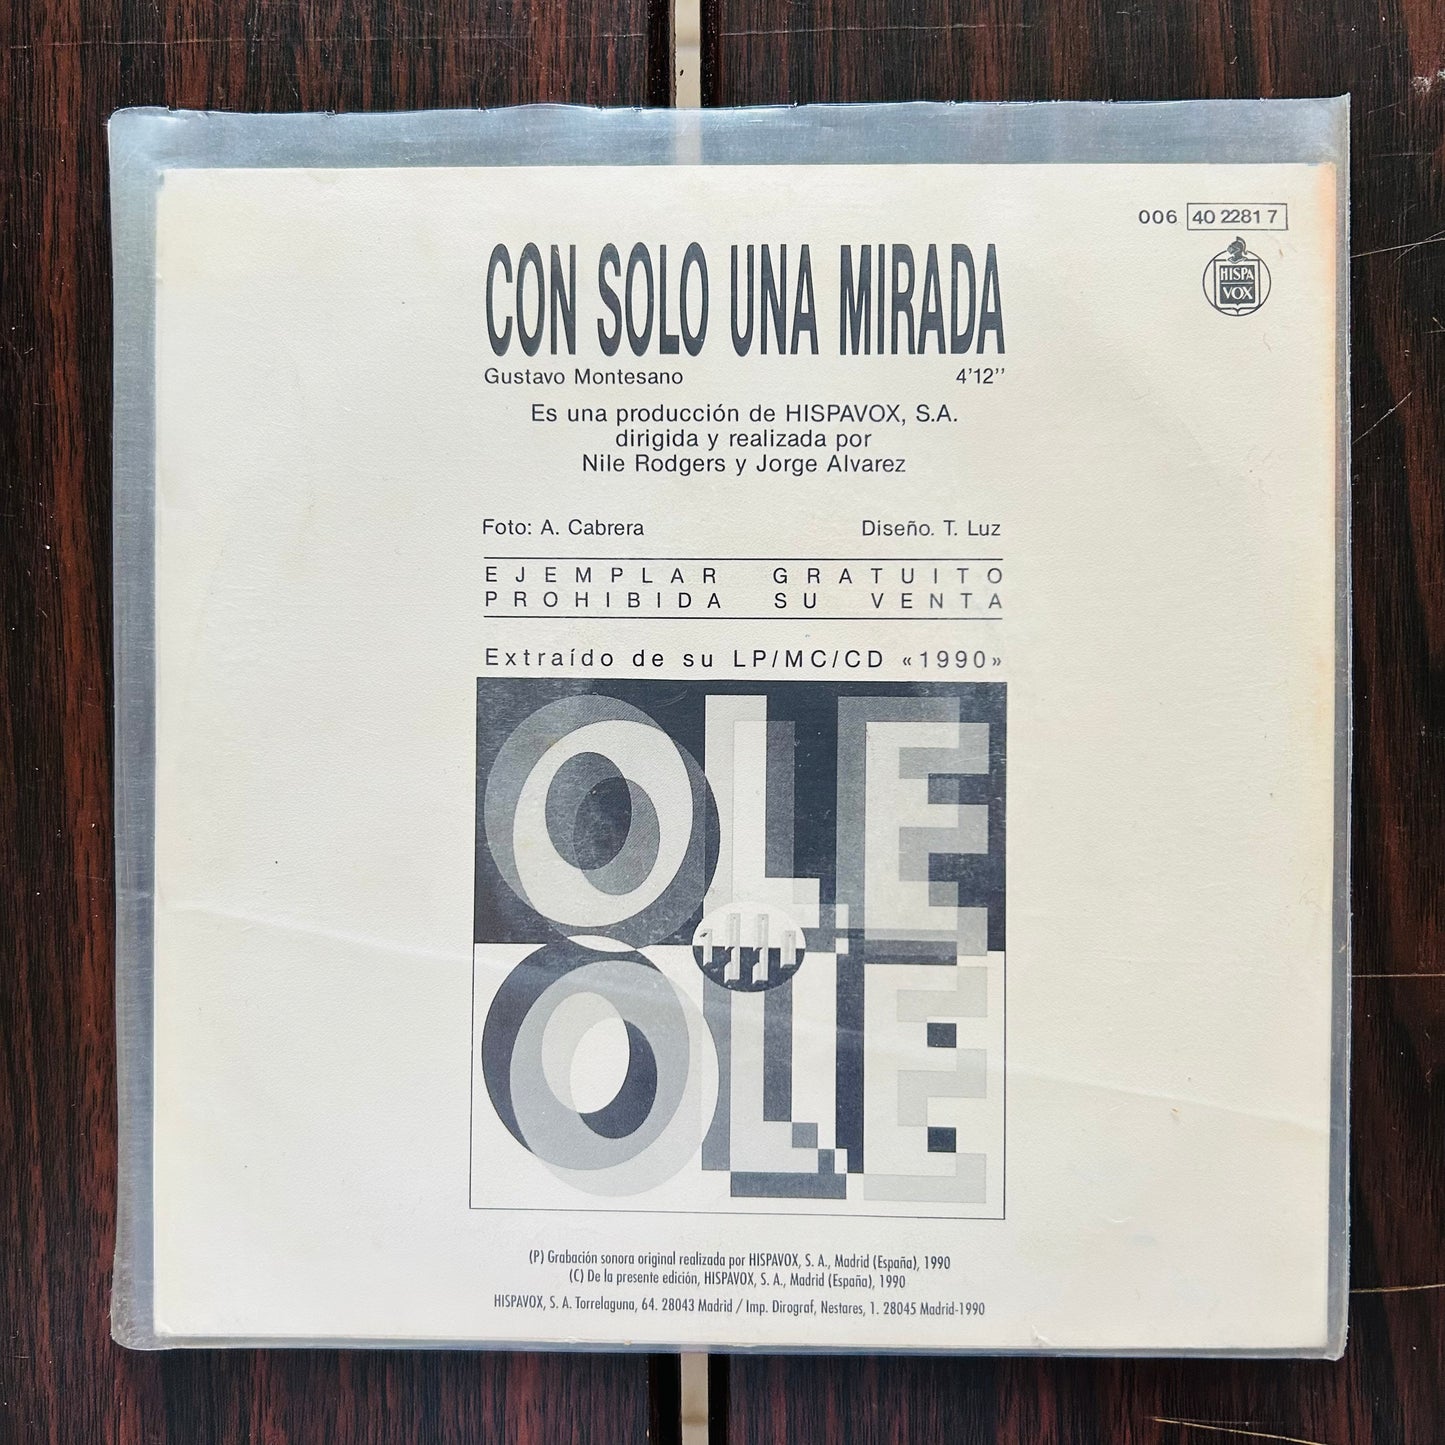 006 40 2281 7
HISPA
VOX
CON SOLO UNA MIRADA
Gustavo Montesano 4'12''
Es una producción de HISPAVOX, S.A.
dirigida y realizada por
Nile Rodgers y Jorge Alvarez
Foto: A. Cabrera Diseño. T. Luz
EJEMPLAR GRATUITO
PROHIBIDA SU VENTA
Extraído de su LP/MC/CD «1990»
OLE
OLE
(P) Grabación sonora original realizada por HISPAVOX, S. A., Madrid (España), 1990
(C) De la presente edición, HISPAVOX, S. A., Madrid (España), 1990
HISPAVOX, S. A. Torrelaguna, 64. 28043 Madrid / Imp. Dirograf, Nestares, 1. 28045 Madrid-1990